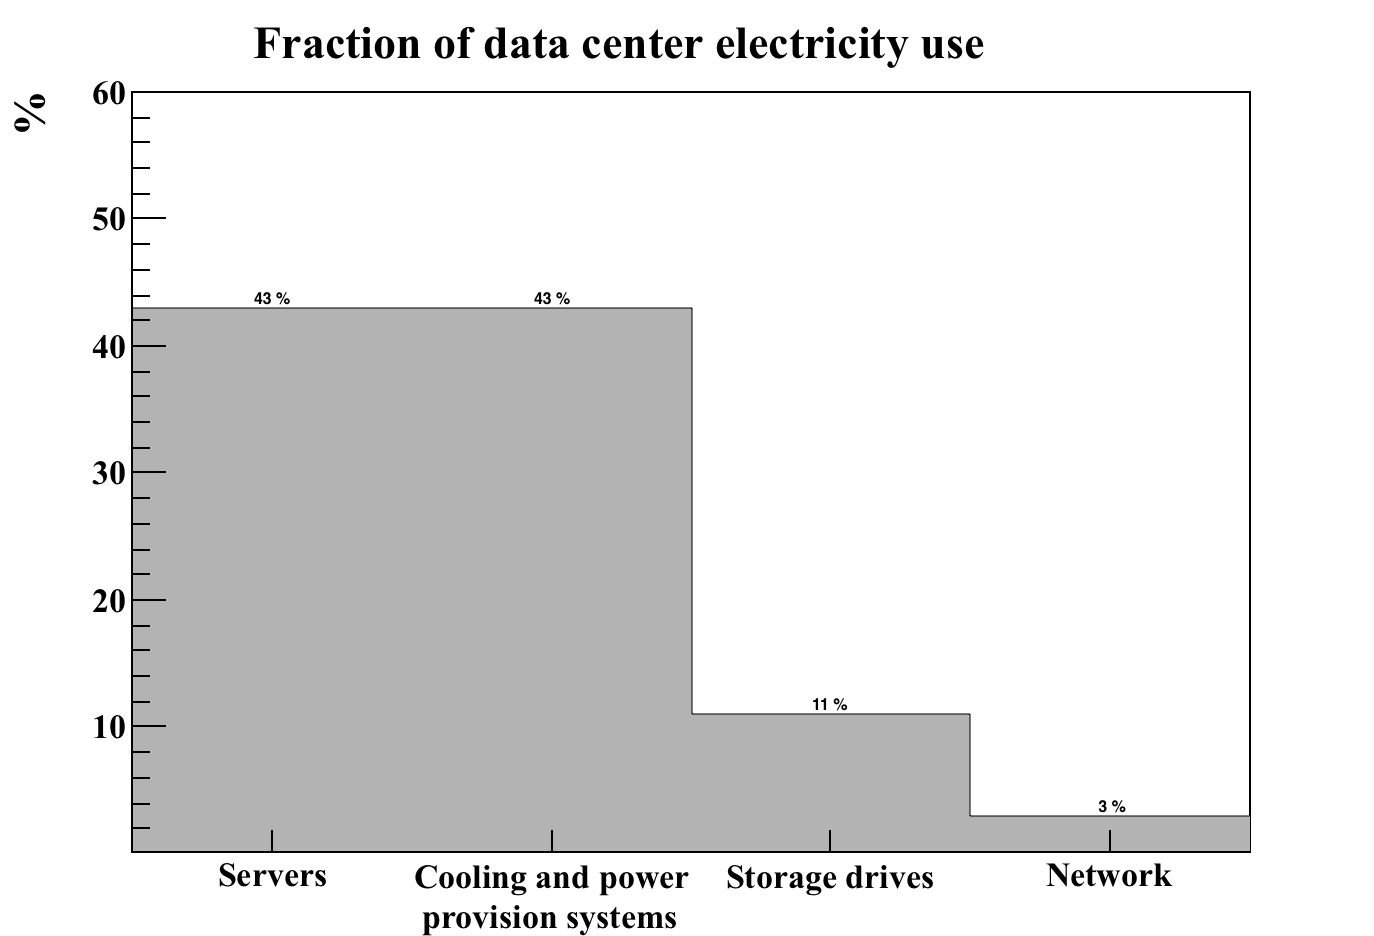 Fraction of data center electricity use
%
60
50
40
30
20
10
43 %
43 %
11 %
3 %
Servers
Cooling and power
provision systems
Storage drives
Network